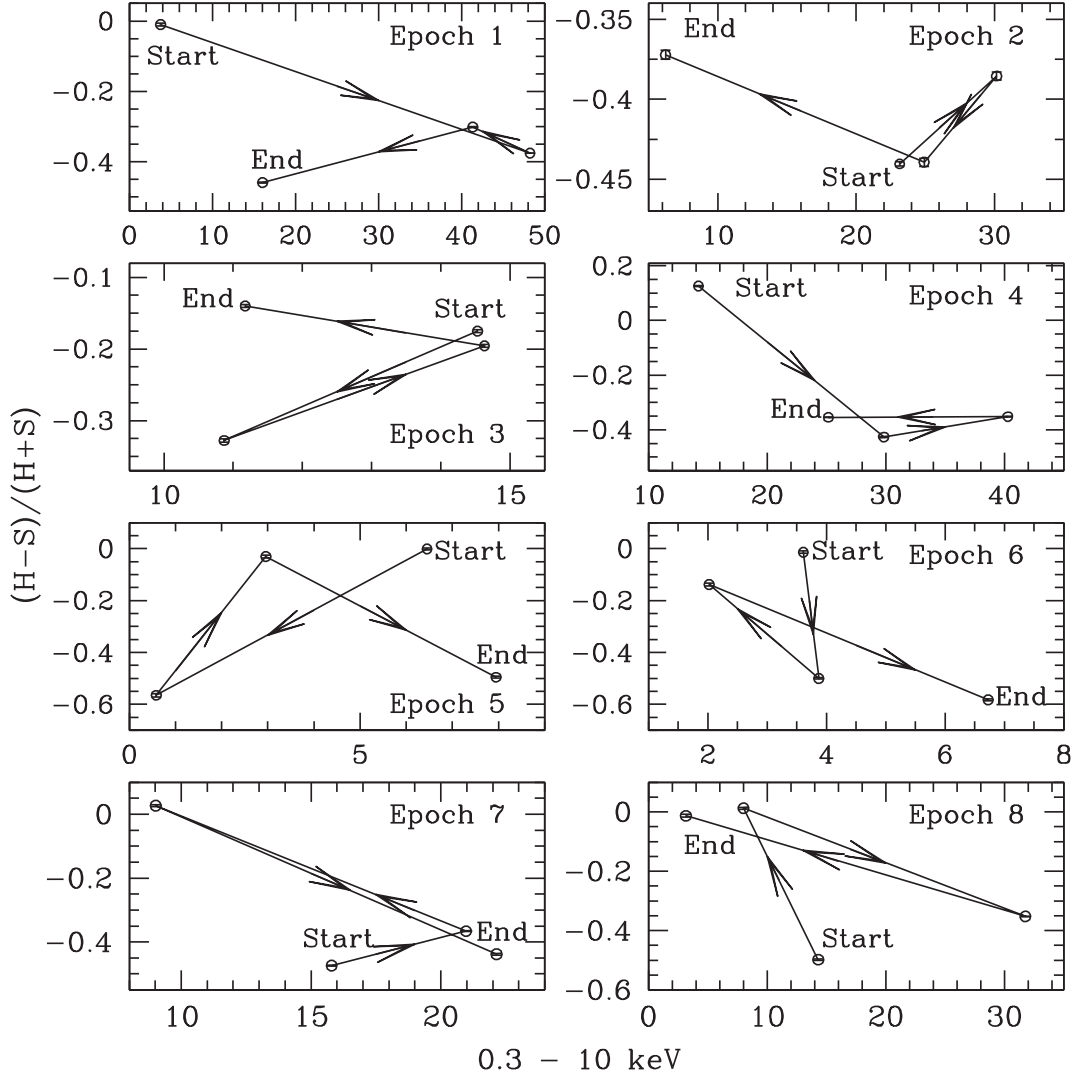 0
−0.2
−0.4
Epoch 1
Start
End
0 10 20 30 40 50
−0.35
−0.4
−0.45
End
Epoch 2
Start
10 20 30
−0.1
−0.2
−0.3
End
Start
Epoch 3
10 15
0.2
0
−0.2
−0.4
Start
Epoch 4
End
10 20 30 40
0
−0.2
−0.4
−0.6
Start
End
Epoch 5
0 5
0
−0.2
−0.4
−0.6
Start
Epoch 6
End
2 4 6 8
0
−0.2
−0.4
Epoch 7
Start
End
10 15 20
0
−0.2
−0.4
−0.6
Epoch 8
End
Start
0 10 20 30
(H−S)/(H+S)
0.3 − 10 keV